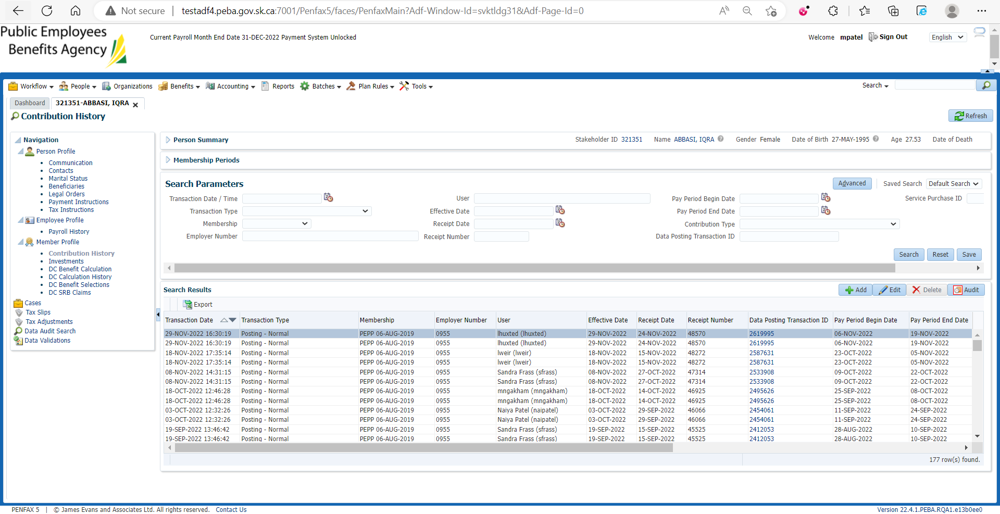 Not secure | testadf4.peba.gov.sk.ca:7001/Penfax5/faces/PenfaxMain?Adf-Window-Id=svktldg31&Adf-Page-Id=0
Public Employees
Benefits Agency
Current Payroll Month End Date 31-DEC-2022 Payment System Unlocked
Welcome mpatel Sign Out English
Workflow People Organizations Benefits Accounting Reports Batches Plan Rules Tools Search
Dashboard 321351-ABBASI, IQRA
Contribution History
Refresh
Navigation
Person Profile
Communication
Contacts
Marital Status
Beneficiaries
Legal Orders
Payment Instructions
Tax Instructions
Employee Profile
Payroll History
Member Profile
Contribution History
Investments
DC Benefit Calculation
DC Calculation History
DC Benefit Selections
DC SRB Claims
Cases
Tax Slips
Tax Adjustments
Data Audit Search
Data Validations
Person Summary Stakeholder ID 321351 Name ABBASI, IQRA Gender Female Date of Birth 27-MAY-1995 Age 27.53 Date of Death
Membership Periods
Search Parameters Advanced Saved Search Default Search
Transaction Date / Time User Pay Period Begin Date Service Purchase ID
Transaction Type Effective Date Pay Period End Date
Membership Receipt Date Contribution Type
Employer Number Receipt Number Data Posting Transaction ID
Search Reset Save
Search Results Add Edit Delete Audit
Export
Transaction Date Transaction Type Membership Employer Number User Effective Date Receipt Date Receipt Number Data Posting Transaction ID Pay Period Begin Date Pay Period End Date
29-NOV-2022 16:30:19 Posting - Normal PEPP 06-AUG-2019 0955 lhuxted (lhuxted) 29-NOV-2022 24-NOV-2022 48570 2619995 06-NOV-2022 19-NOV-2022
29-NOV-2022 16:30:19 Posting - Normal PEPP 06-AUG-2019 0955 lhuxted (lhuxted) 29-NOV-2022 24-NOV-2022 48570 2619995 06-NOV-2022 19-NOV-2022
18-NOV-2022 17:35:14 Posting - Normal PEPP 06-AUG-2019 0955 lweir (lweir) 18-NOV-2022 15-NOV-2022 48272 2587631 23-OCT-2022 05-NOV-2022
18-NOV-2022 17:35:14 Posting - Normal PEPP 06-AUG-2019 0955 lweir (lweir) 18-NOV-2022 15-NOV-2022 48272 2587631 23-OCT-2022 05-NOV-2022
08-NOV-2022 14:31:15 Posting - Normal PEPP 06-AUG-2019 0955 Sandra Frass (sfrass) 08-NOV-2022 27-OCT-2022 47314 2533908 09-OCT-2022 22-OCT-2022
08-NOV-2022 14:31:15 Posting - Normal PEPP 06-AUG-2019 0955 Sandra Frass (sfrass) 08-NOV-2022 27-OCT-2022 47314 2533908 09-OCT-2022 22-OCT-2022
18-OCT-2022 12:46:28 Posting - Normal PEPP 06-AUG-2019 0955 mngakham (mngakham) 18-OCT-2022 14-OCT-2022 46925 2495626 25-SEP-2022 08-OCT-2022
18-OCT-2022 12:46:28 Posting - Normal PEPP 06-AUG-2019 0955 mngakham (mngakham) 18-OCT-2022 14-OCT-2022 46925 2495626 25-SEP-2022 08-OCT-2022
03-OCT-2022 12:32:26 Posting - Normal PEPP 06-AUG-2019 0955 Naiya Patel (naipatel) 03-OCT-2022 29-SEP-2022 46066 2454061 11-SEP-2022 24-SEP-2022
03-OCT-2022 12:32:26 Posting - Normal PEPP 06-AUG-2019 0955 Naiya Patel (naipatel) 03-OCT-2022 29-SEP-2022 46066 2454061 11-SEP-2022 24-SEP-2022
19-SEP-2022 13:46:42 Posting - Normal PEPP 06-AUG-2019 0955 Sandra Frass (sfrass) 19-SEP-2022 15-SEP-2022 45525 2412053 28-AUG-2022 10-SEP-2022
19-SEP-2022 13:46:42 Posting - Normal PEPP 06-AUG-2019 0955 Sandra Frass (sfrass) 19-SEP-2022 15-SEP-2022 45525 2412053 28-AUG-2022 10-SEP-2022
177 row(s) found.
PENFAX 5 | © James Evans and Associates Ltd. All rights reserved. Contact Us Version 22.4.1.PEBA.RQA1.e13b0ee0